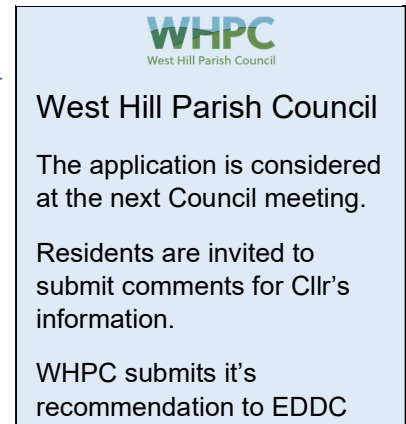 WHPC
West Hill Parish Council
West Hill Parish Council
The application is considered
at the next Council meeting.
Residents are invited to
submit comments for Cllr's
information.
WHPC submits it's
recommendation to EDDC